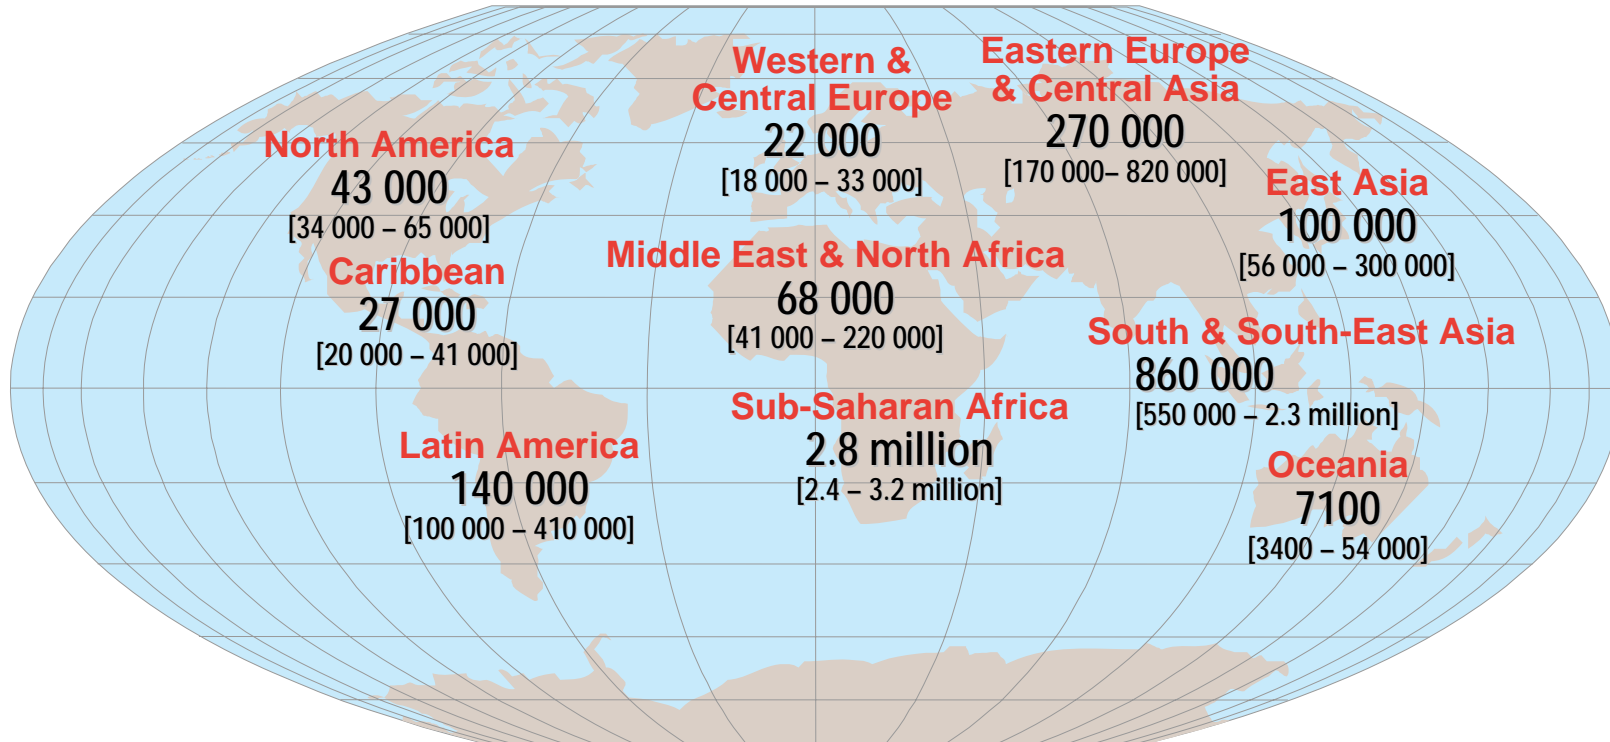 Western &
Central Europe
22 000
[18 000 – 33 000]
Eastern Europe
& Central Asia
270 000
[170 000– 820 000]
North America
43 000
[34 000 – 65 000]
East Asia
100 000
[56 000 – 300 000]
Caribbean
27 000
[20 000 – 41 000]
Middle East & North Africa
68 000
[41 000 – 220 000]
South & South-East Asia
860 000
[550 000 – 2.3 million]
Sub-Saharan Africa
2.8 million
[2.4 – 3.2 million]
Latin America
140 000
[100 000 – 410 000]
Oceania
7100
[3400 – 54 000]